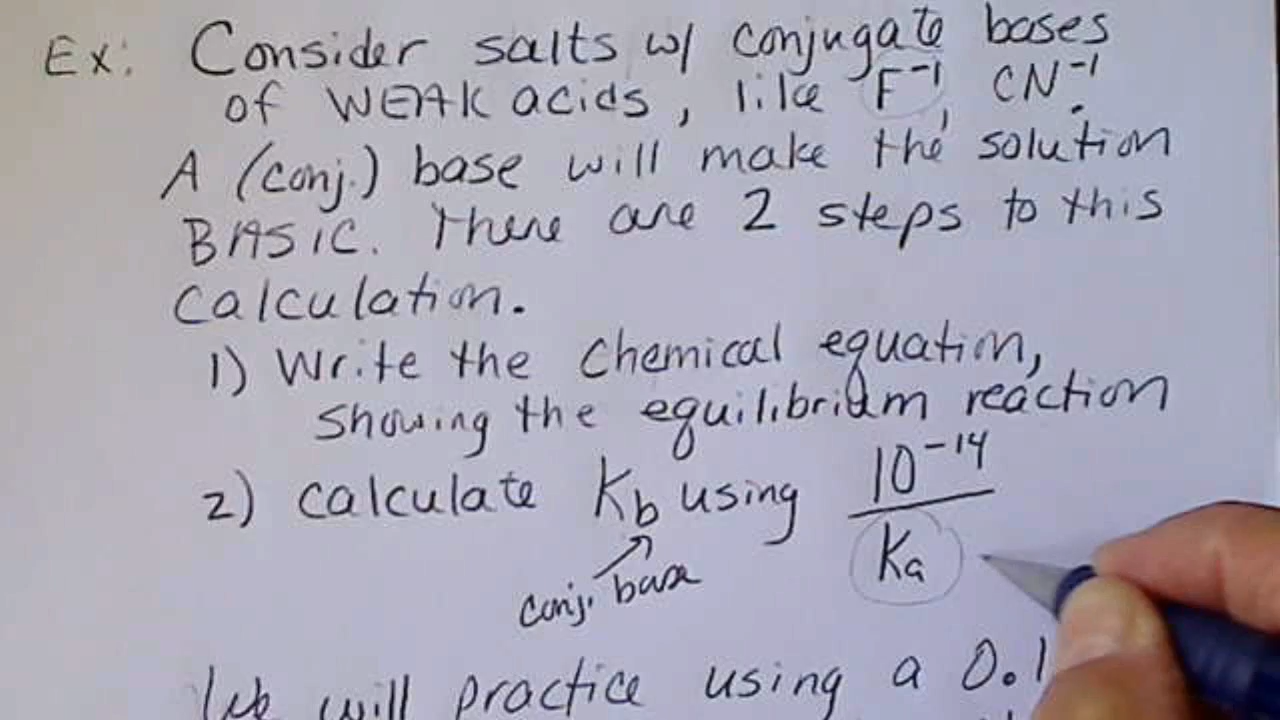 Ex: Consider salts w/ conjugate bases
of WEAK acids, like F⁻¹, CN⁻¹.
A (conj.) base will make the solution
BASIC. There are 2 steps to this
calculation.
1) Write the chemical equation,
showing the equilibrium reaction
2) calculate Kb using 10⁻¹⁴
Ka
conj. base
We will practice using a 0.1